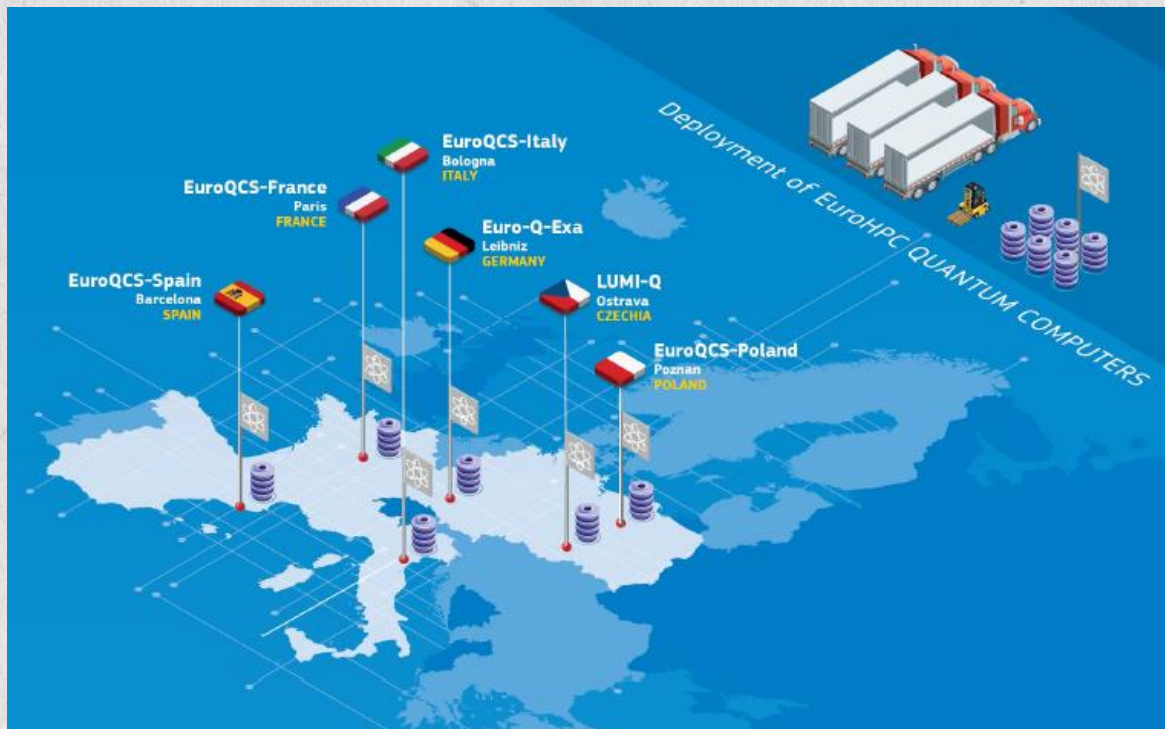 Deployment of EuroHPC QUANTUM COMPUTERS
EuroQCS-Italy
Bologna
ITALY
EuroQCS-France
Paris
FRANCE
Euro-Q-Exa
Leibniz
GERMANY
EuroQCS-Spain
Barcelona
SPAIN
LUMI-Q
Ostrava
CZECHIA
EuroQCS-Poland
Poznan
POLAND